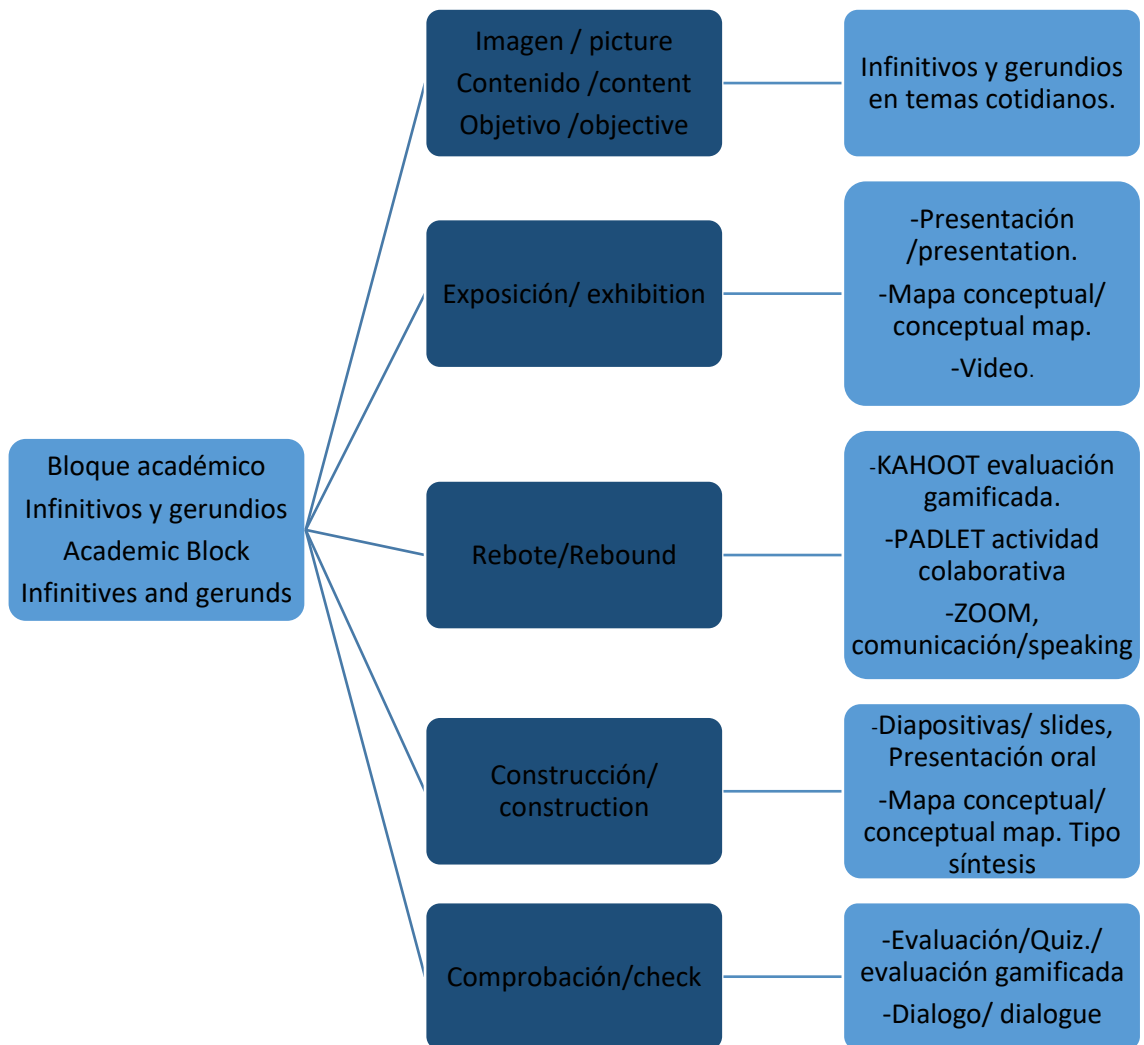 Imagen / picture
Contenido /content
Objetivo /objective
Infinitivos y gerundios
en temas cotidianos.
Exposición/ exhibition
-Presentación
/presentation.
-Mapa conceptual/
conceptual map.
-Video.
Bloque académico
Infinitivos y gerundios
Academic Block
Infinitives and gerunds
Rebote/Rebound
-KAHOOT evaluación
gamificada.
-PADLET actividad
colaborativa
-ZOOM,
comunicación/speaking
Construcción/
construction
-Diapositivas/ slides,
Presentación oral
-Mapa conceptual/
conceptual map. Tipo
síntesis
Comprobación/check
-Evaluación/Quiz./
evaluación gamificada
-Dialogo/ dialogue